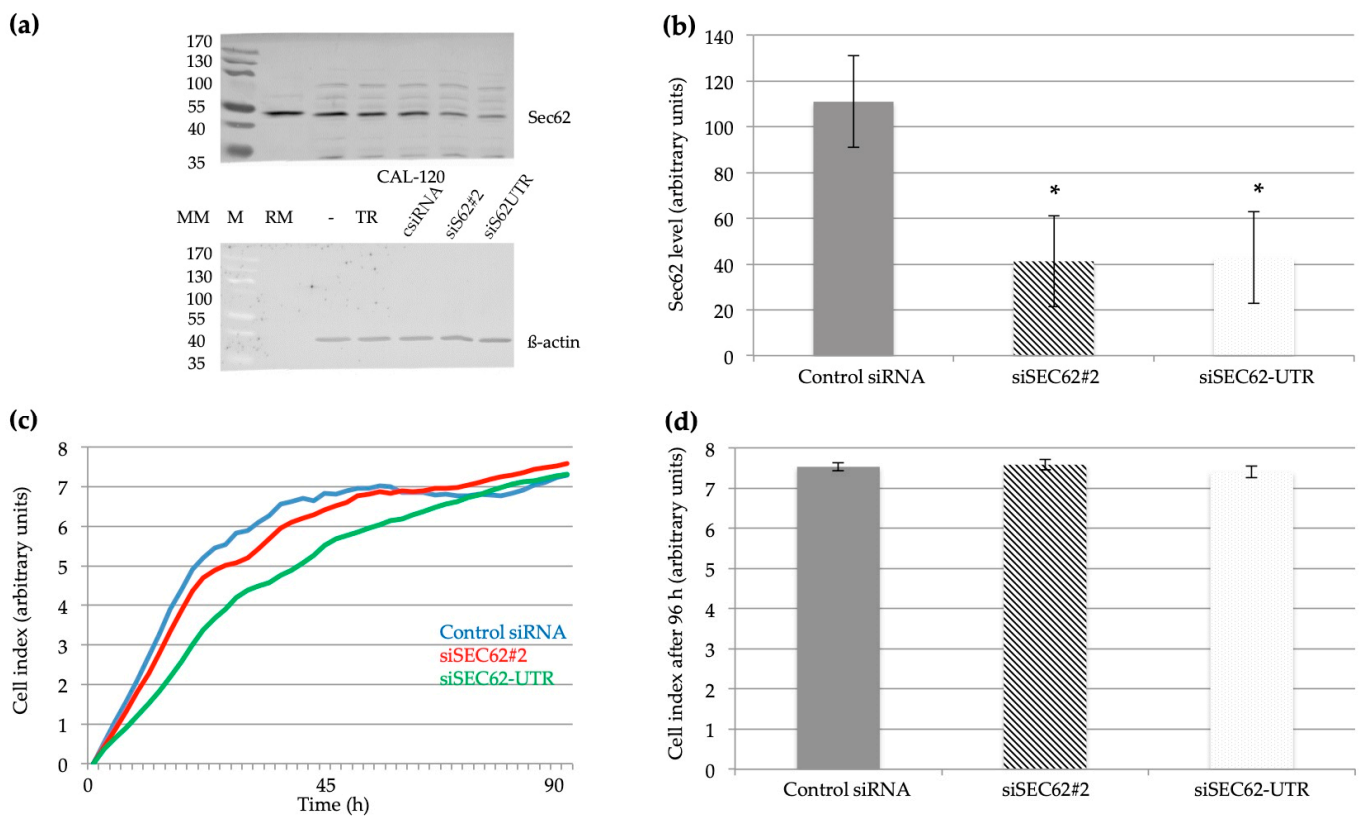 (a)
170
130
100
55
40
35
Sec62
CAL-120
MM M RM - TR csiRNA siS62#2 siS62UTR
170
130
100
55
40
35
ß-actin
(b)
Sec62 level (arbitrary units)
140
120
100
80
60
40
20
0
* *
Control siRNA siSEC62#2 siSEC62-UTR
(c)
Cell index (arbitrary units)
8
7
6
5
4
3
2
1
0
Control siRNA
siSEC62#2
siSEC62-UTR
0 45 90
Time (h)
(d)
Cell index after 96 h (arbitrary units)
8
7
6
5
4
3
2
1
0
Control siRNA siSEC62#2 siSEC62-UTR